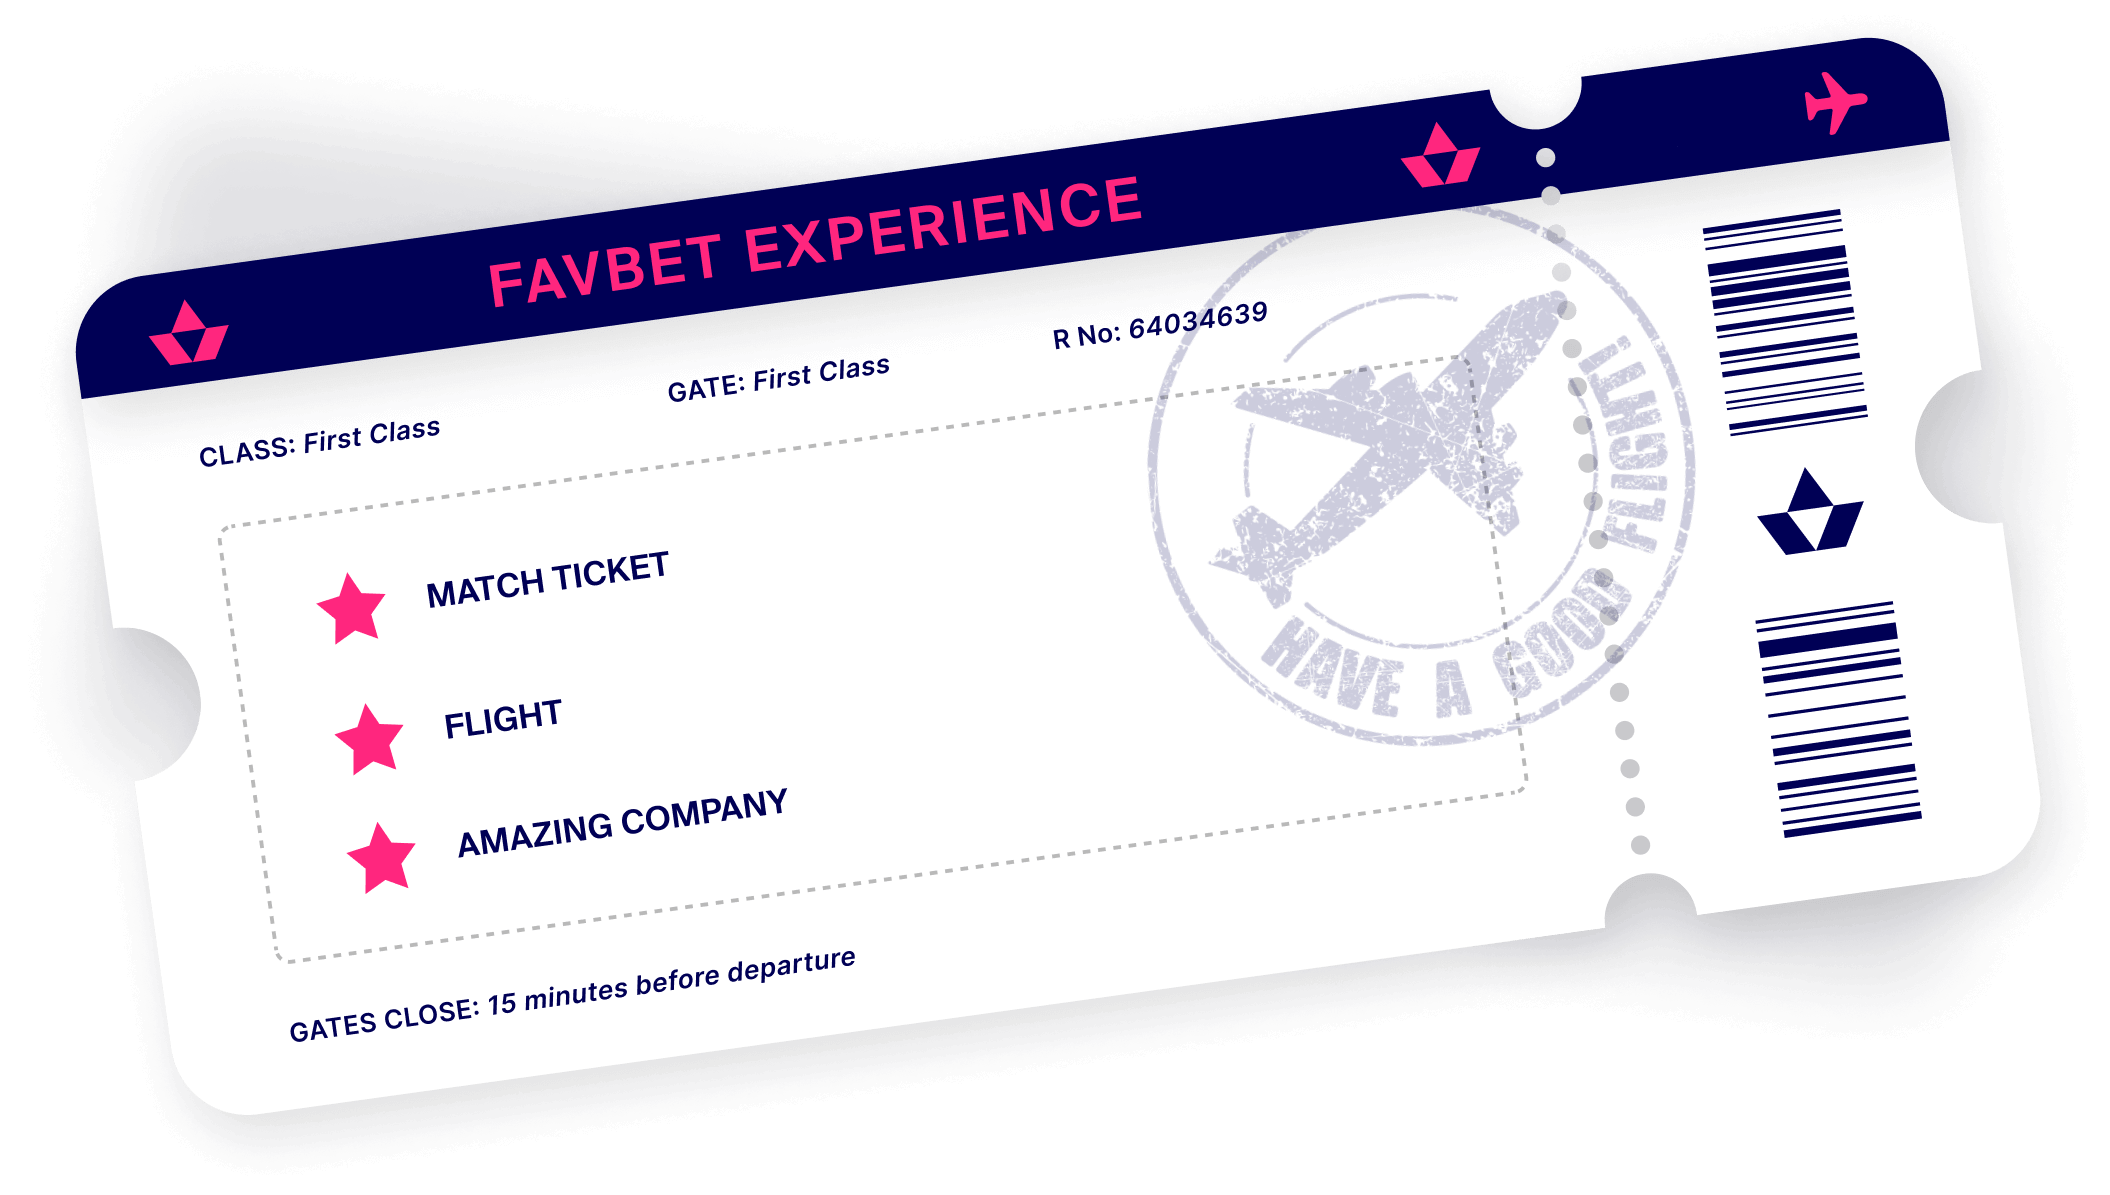 FAVBET EXPERIENCE
CLASS: First Class
GATE: First Class
R No: 64034639
MATCH TICKET
FLIGHT
AMAZING COMPANY
HAVE A GOOD FLIGHT!
GATES CLOSE: 15 minutes before departure